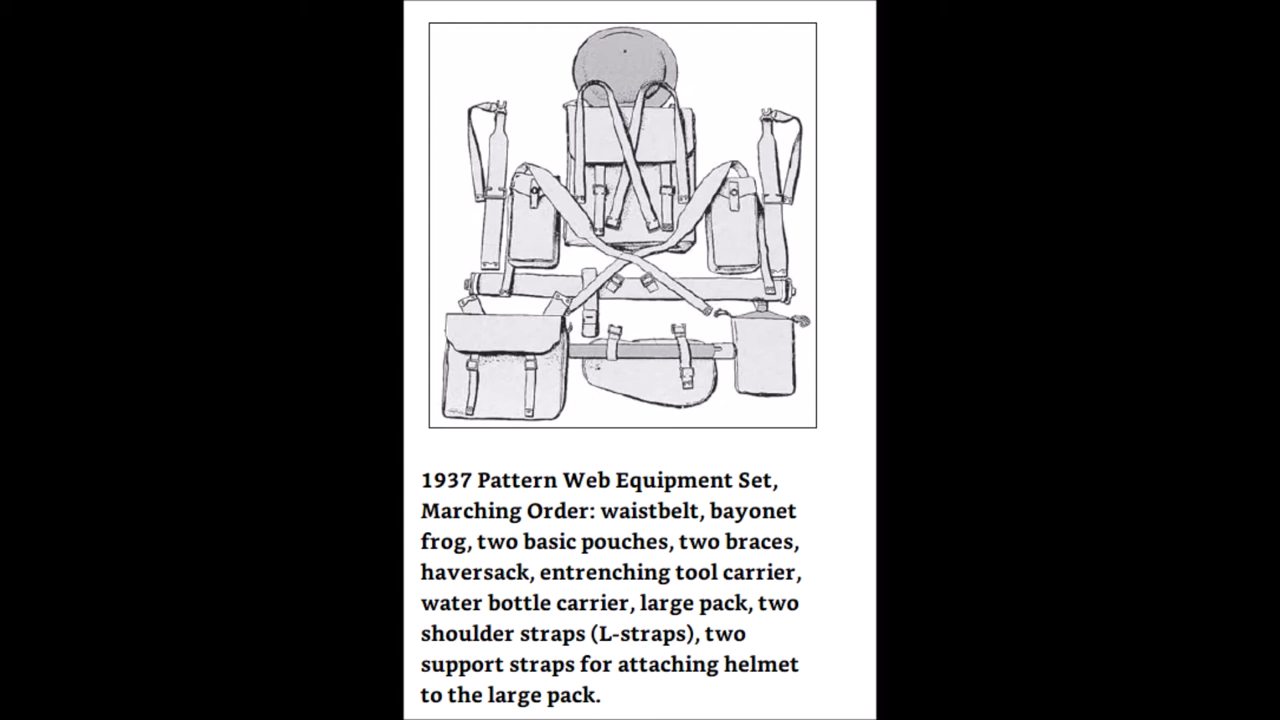 1937 Pattern Web Equipment Set,
Marching Order: waistbelt, bayonet
frog, two basic pouches, two braces,
haversack, entrenching tool carrier,
water bottle carrier, large pack, two
shoulder straps (L-straps), two
support straps for attaching helmet
to the large pack.